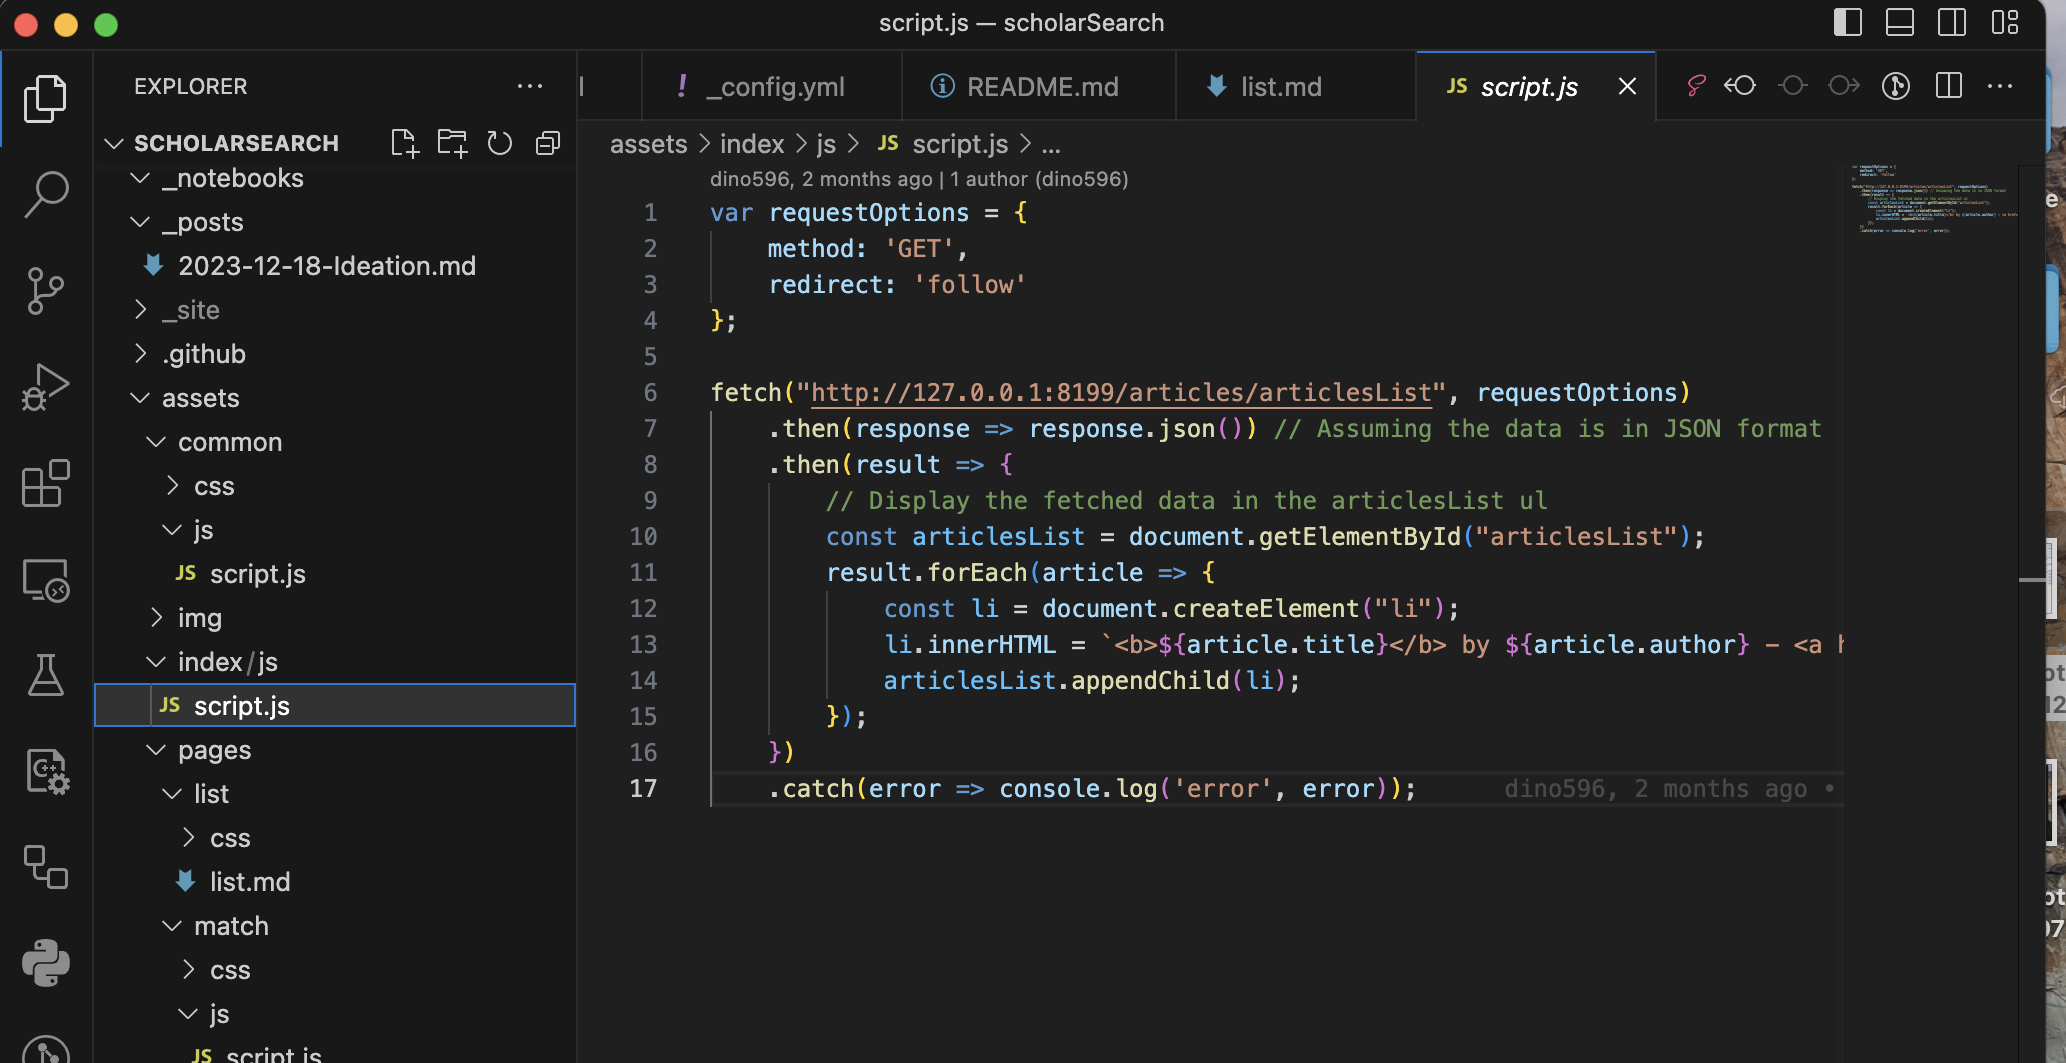 script.js — scholarSearch
EXPLORER
SCHOLARSEARCH
_notebooks
_posts
2023-12-18-Ideation.md
_site
.github
assets
common
css
js
JS script.js
img
index/js
JS script.js
pages
list
css
list.md
match
css
js
JS script.js
! _config.yml
README.md
list.md
JS script.js
assets > index > js > JS script.js > ...
dino596, 2 months ago | 1 author (dino596)
1 var requestOptions = {
2 method: 'GET',
3 redirect: 'follow'
4 };
5
6 fetch("http://127.0.0.1:8199/articles/articlesList", requestOptions)
7 .then(response => response.json()) // Assuming the data is in JSON format
8 .then(result => {
9 // Display the fetched data in the articlesList ul
10 const articlesList = document.getElementById("articlesList");
11 result.forEach(article => {
12 const li = document.createElement("li");
13 li.innerHTML = `<b>${article.title}</b> by ${article.author} – <a h
14 articlesList.appendChild(li);
15 });
16 })
17 .catch(error => console.log('error', error)); dino596, 2 months ago •